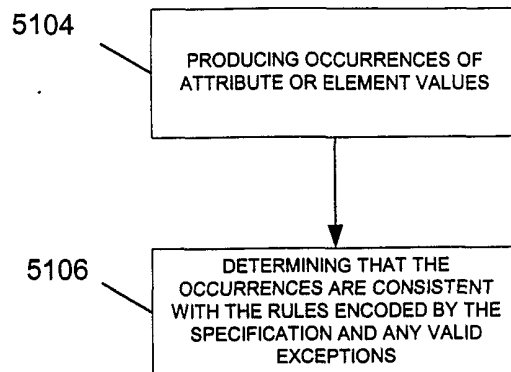 5104
PRODUCING OCCURRENCES OF
ATTRIBUTE OR ELEMENT VALUES
5106
DETERMINING THAT THE
OCCURRENCES ARE CONSISTENT
WITH THE RULES ENCODED BY THE
SPECIFICATION AND ANY VALID
EXCEPTIONS